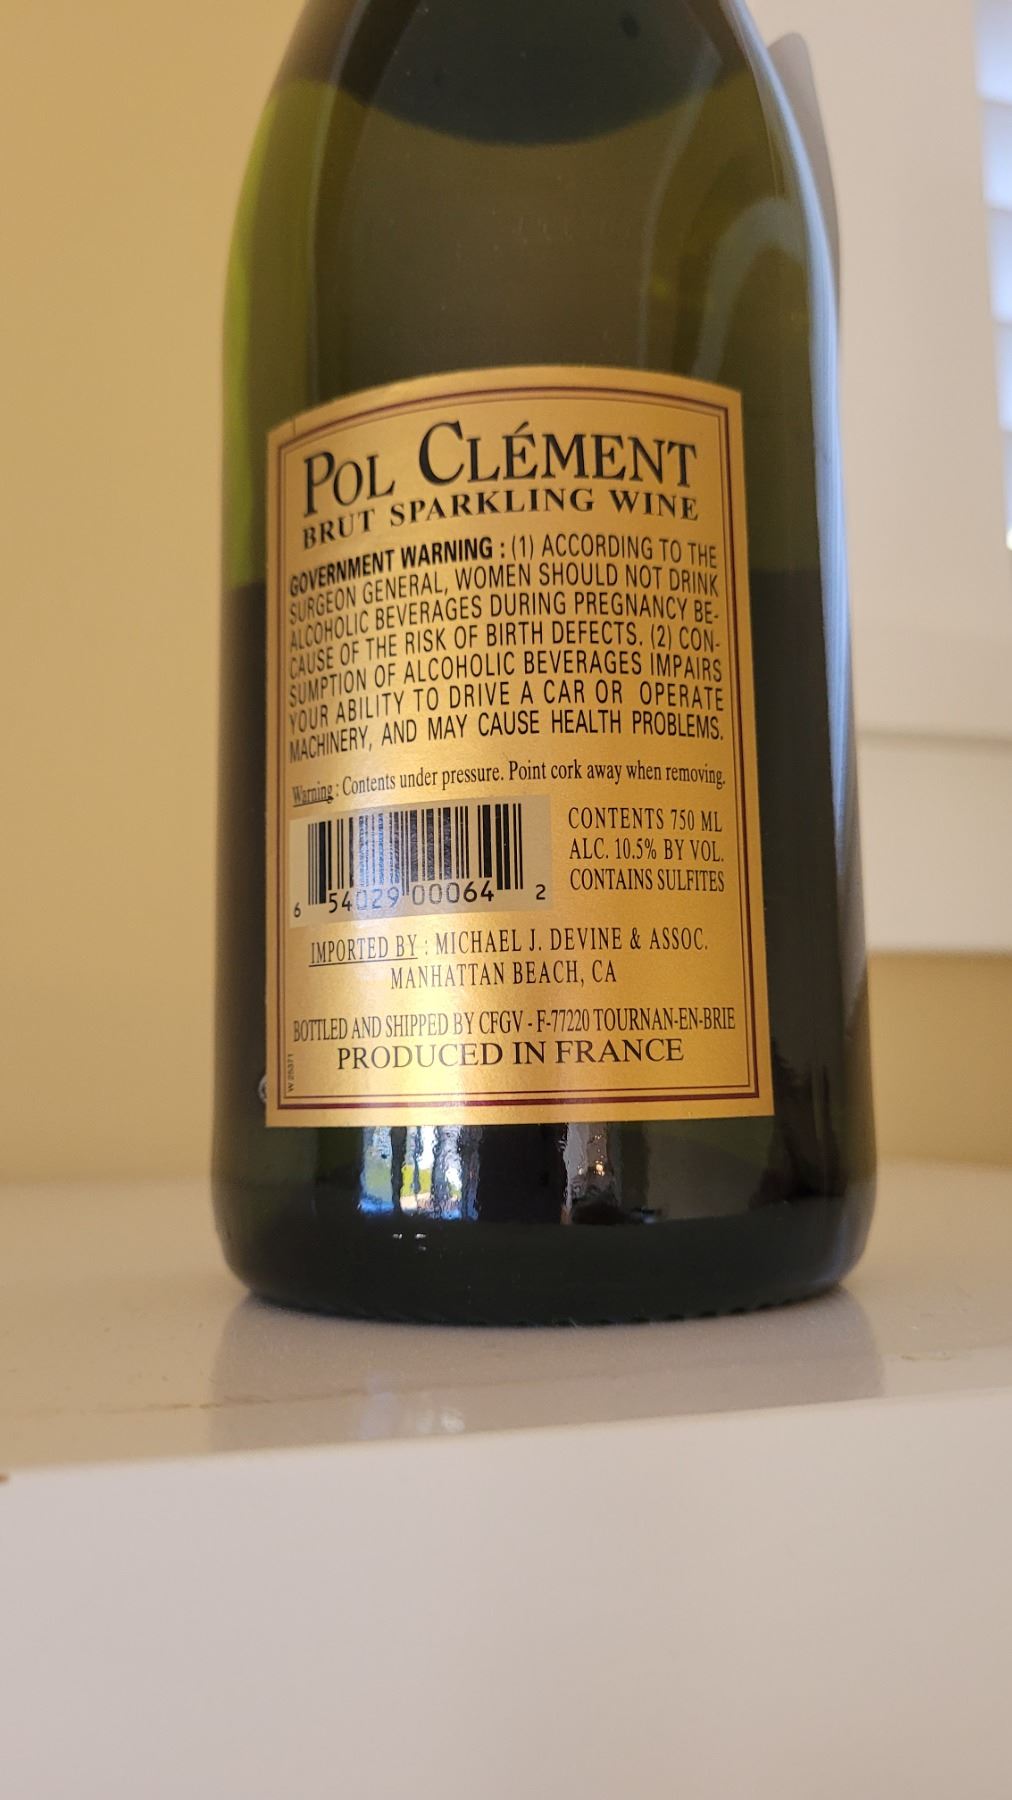 POL CLÉMENT
BRUT SPARKLING WINE
GOVERNMENT WARNING : (1) ACCORDING TO THE
SURGEON GENERAL, WOMEN SHOULD NOT DRINK
ALCOHOLIC BEVERAGES DURING PREGNANCY BE-
CAUSE OF THE RISK OF BIRTH DEFECTS. (2) CON-
SUMPTION OF ALCOHOLIC BEVERAGES IMPAIRS
YOUR ABILITY TO DRIVE A CAR OR OPERATE
MACHINERY, AND MAY CAUSE HEALTH PROBLEMS.
Warning : Contents under pressure. Point cork away when removing.
CONTENTS 750 ML
ALC. 10.5% BY VOL.
CONTAINS SULFITES
6 54029 00064 2
IMPORTED BY : MICHAEL J. DEVINE & ASSOC.
MANHATTAN BEACH, CA
BOTTLED AND SHIPPED BY CFGV - F-77220 TOURNAN-EN-BRIE
PRODUCED IN FRANCE
W 25371